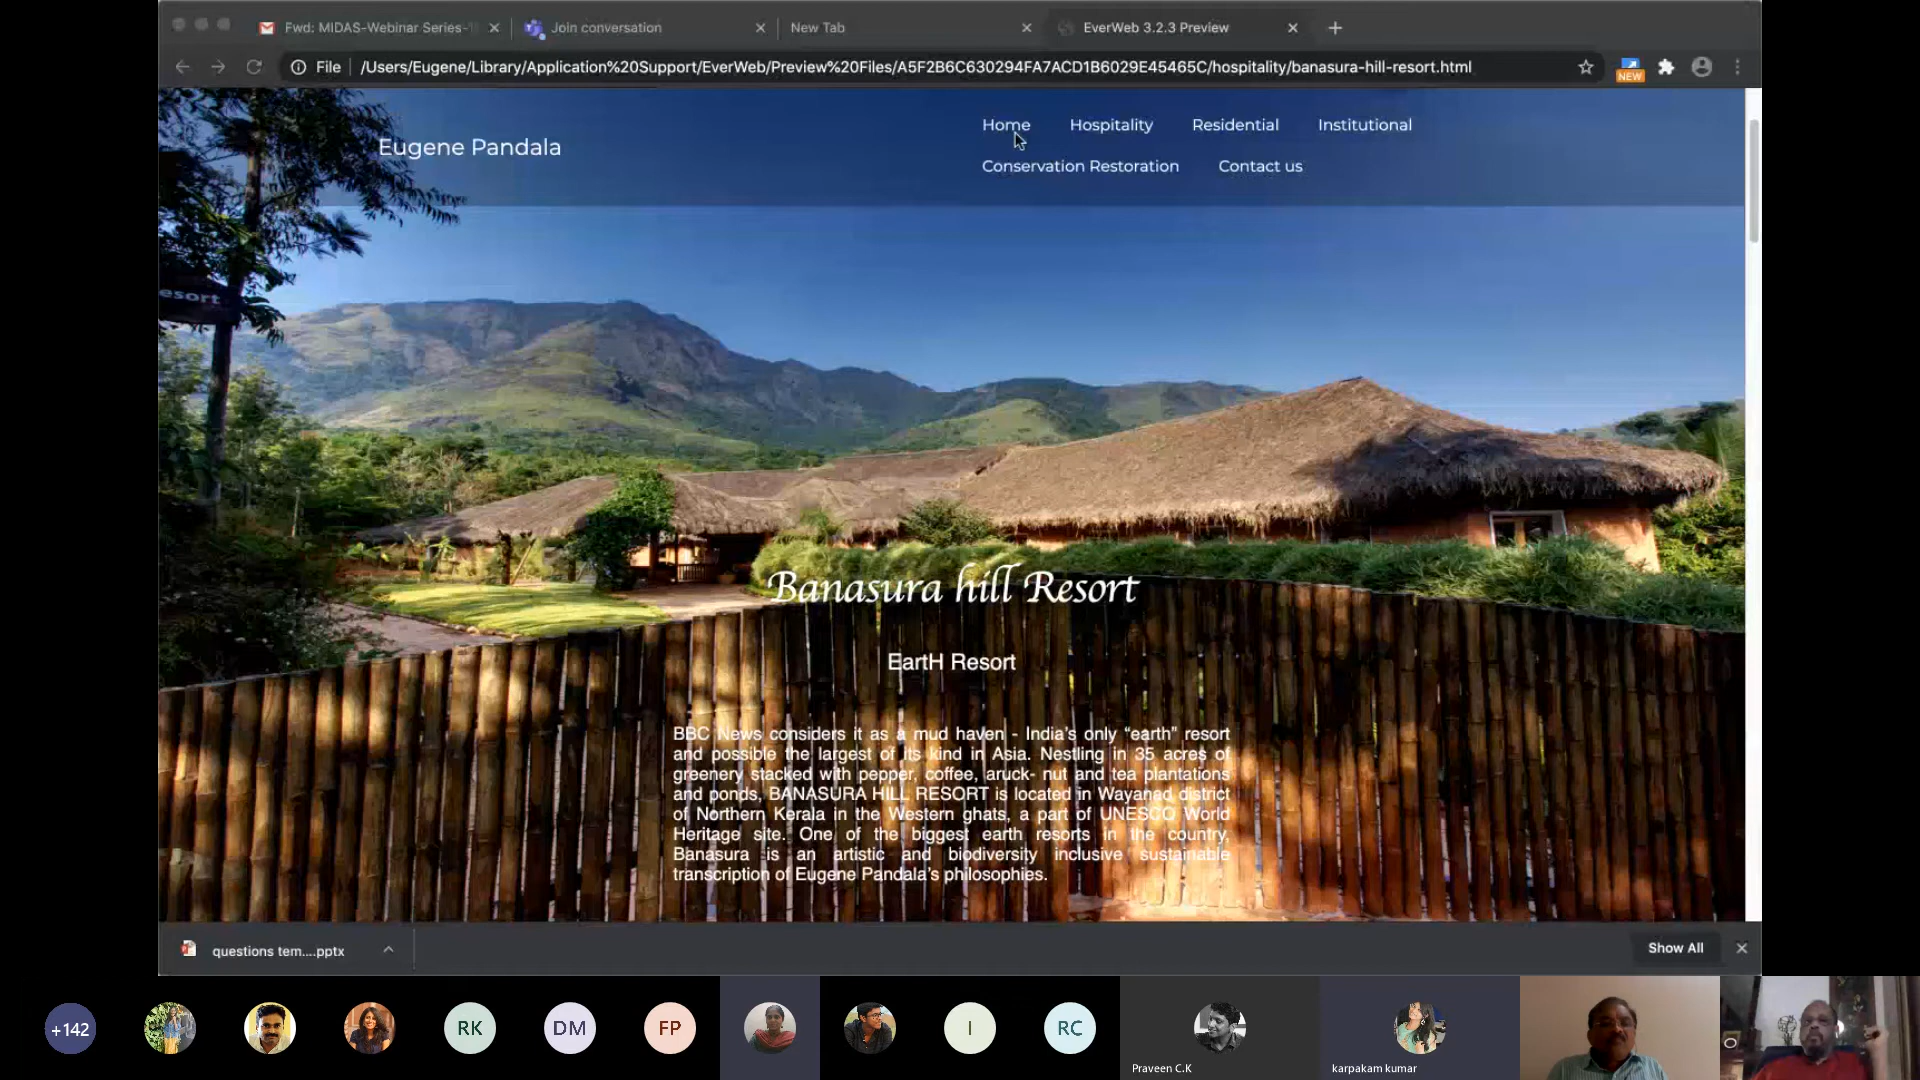 Fwd: MIDAS-Webinar Series-
Join conversation
New Tab
EverWeb 3.2.3 Preview
File
/Users/Eugene/Library/Application%20Support/EverWeb/Preview%20Files/A5F2B6C630294FA7ACD1B6029E45465C/hospitality/banasura-hill-resort.html
NEW
Eugene Pandala
Home Hospitality Residential Institutional
Conservation Restoration Contact us
esort
Banasura hill Resort
EartH Resort
BBC News considers it as a mud haven - India's only “earth” resort
and possible the largest of its kind in Asia. Nestling in 35 acres of
greenery stacked with pepper, coffee, aruck- nut and tea plantations
and ponds, BANASURA HILL RESORT is located in Wayanad district
of Northern Kerala in the Western ghats, a part of UNESCO World
Heritage site. One of the biggest earth resorts in the country,
Banasura is an artistic and biodiversity inclusive sustainable
transcription of Eugene Pandala's philosophies.
questions tem....pptx
Show All
+142
RK
DM
FP
I
RC
Praveen C.K
karpakam kumar